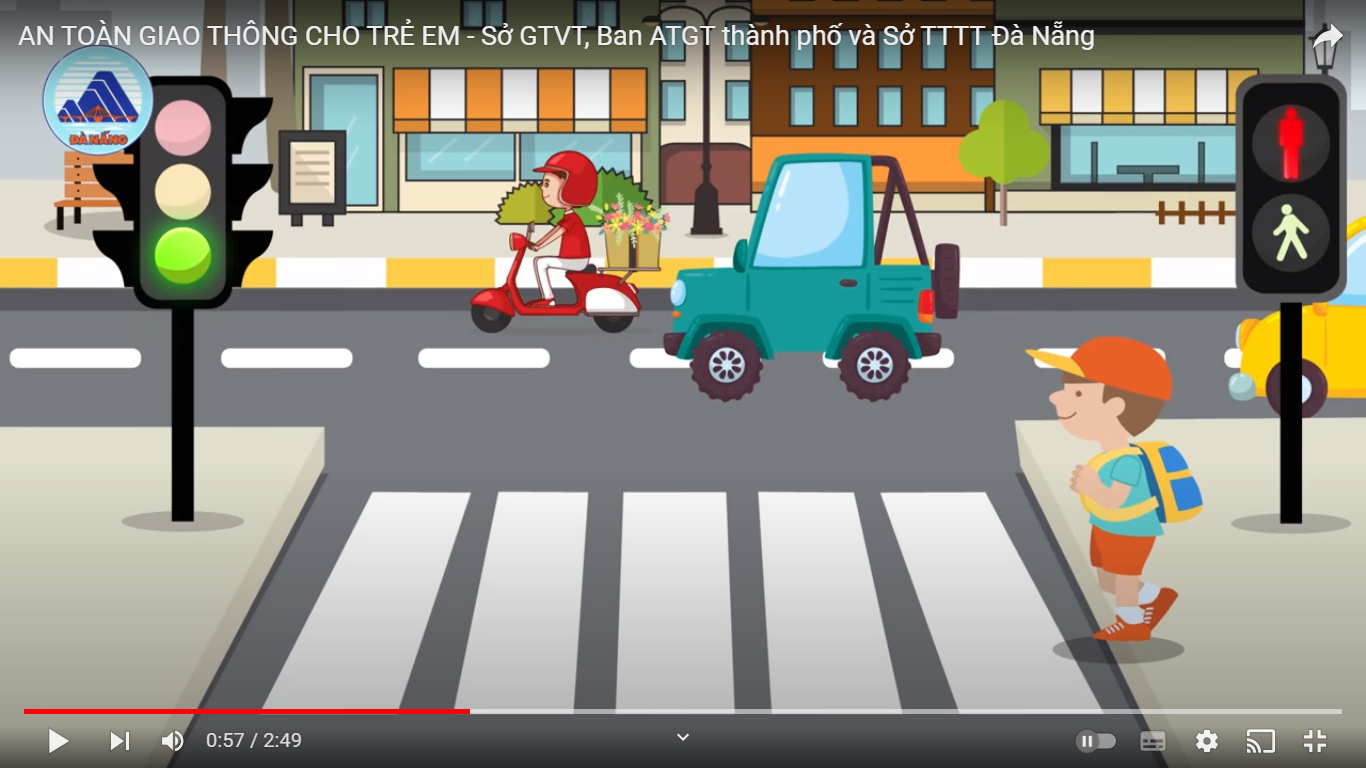 AN TOÀN GIAO THÔNG CHO TRẺ EM - Sở GTVT, Ban ATGT thành phố và Sở TTTT Đà Nẵng
ĐÀ NẴNG
0:57 / 2:49